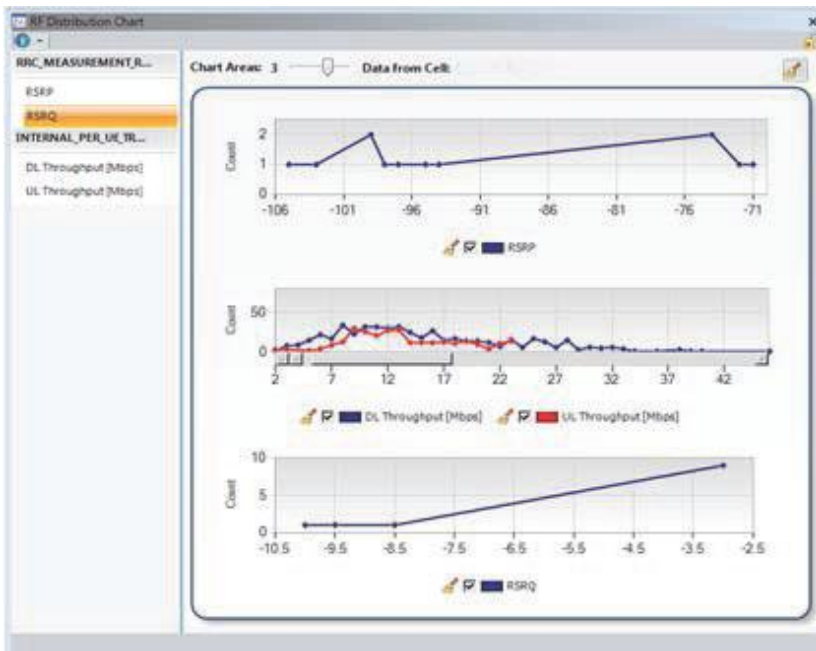 RF Distribution Chart
RRC_MEASUREMENT_R...
RSRP
RSRQ
INTERNAL_PER_UE_TR...
DL Throughput [Mbps]
UL Throughput [Mbps]
Chart Areas: 3
Data from Cell:
Count
2
1
0
-106 -101 -96 -91 -86 -81 -76 -71
RSRP
Count
50
0
2 7 12 17 22 27 32 37 42
DL Throughput [Mbps] UL Throughput [Mbps]
Count
10
5
0
-10.5 -9.5 -8.5 -7.5 -6.5 -5.5 -4.5 -3.5 -2.5
RSRQ